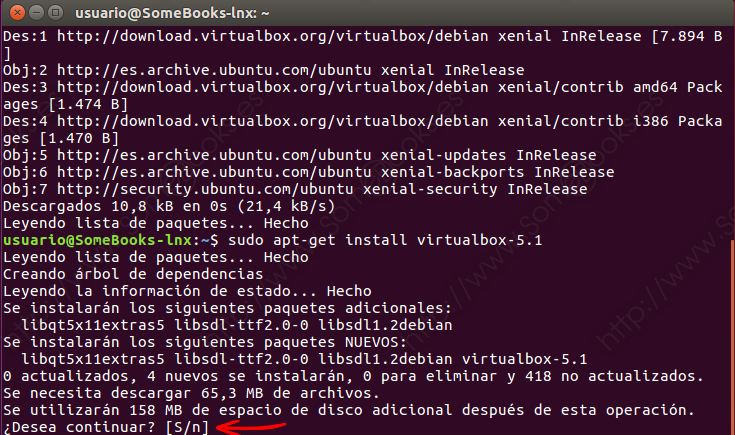 usuario@SomeBooks-lnx: ~
Des:1 http://download.virtualbox.org/virtualbox/debian xenial InRelease [7.894 B
]
Obj:2 http://es.archive.ubuntu.com/ubuntu xenial InRelease
Des:3 http://download.virtualbox.org/virtualbox/debian xenial/contrib amd64 Pack
ages [1.474 B]
Des:4 http://download.virtualbox.org/virtualbox/debian xenial/contrib i386 Packa
ges [1.470 B]
Obj:5 http://es.archive.ubuntu.com/ubuntu xenial-updates InRelease
Obj:6 http://es.archive.ubuntu.com/ubuntu xenial-backports InRelease
Obj:7 http://security.ubuntu.com/ubuntu xenial-security InRelease
Descargados 10,8 kB en 0s (21,4 kB/s)
Leyendo lista de paquetes... Hecho
usuario@SomeBooks-lnx:~$ sudo apt-get install virtualbox-5.1
Leyendo lista de paquetes... Hecho
Creando árbol de dependencias
Leyendo la información de estado... Hecho
Se instalarán los siguientes paquetes adicionales:
  libqt5x11extras5 libsdl-ttf2.0-0 libsdl1.2debian
Se instalarán los siguientes paquetes NUEVOS:
  libqt5x11extras5 libsdl-ttf2.0-0 libsdl1.2debian virtualbox-5.1
0 actualizados, 4 nuevos se instalarán, 0 para eliminar y 418 no actualizados.
Se necesita descargar 65,3 MB de archivos.
Se utilizarán 158 MB de espacio de disco adicional después de esta operación.
¿Desea continuar? [S/n]